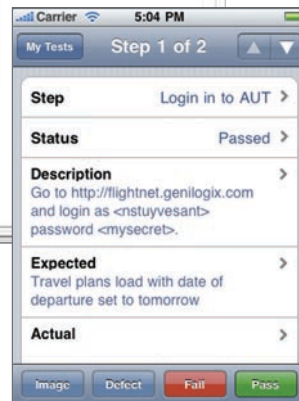 Carrier 5:04 PM
My Tests Step 1 of 2
Step Login in to AUT
Status Passed
Description
Go to http://flightnet.genilogix.com
and login as <nstuyvesant>
password <mysecret>.
Expected
Travel plans load with date of
departure set to tomorrow
Actual
Image Defect Fail Pass